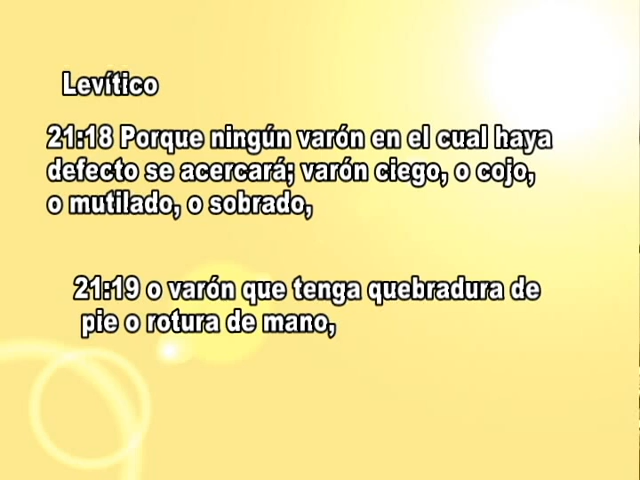 Levítico
21:18 Porque ningún varón en el cual haya
defecto se acercará; varón ciego, o cojo,
o mutilado, o sobrado,
21:19 o varón que tenga quebradura de
pie o rotura de mano,